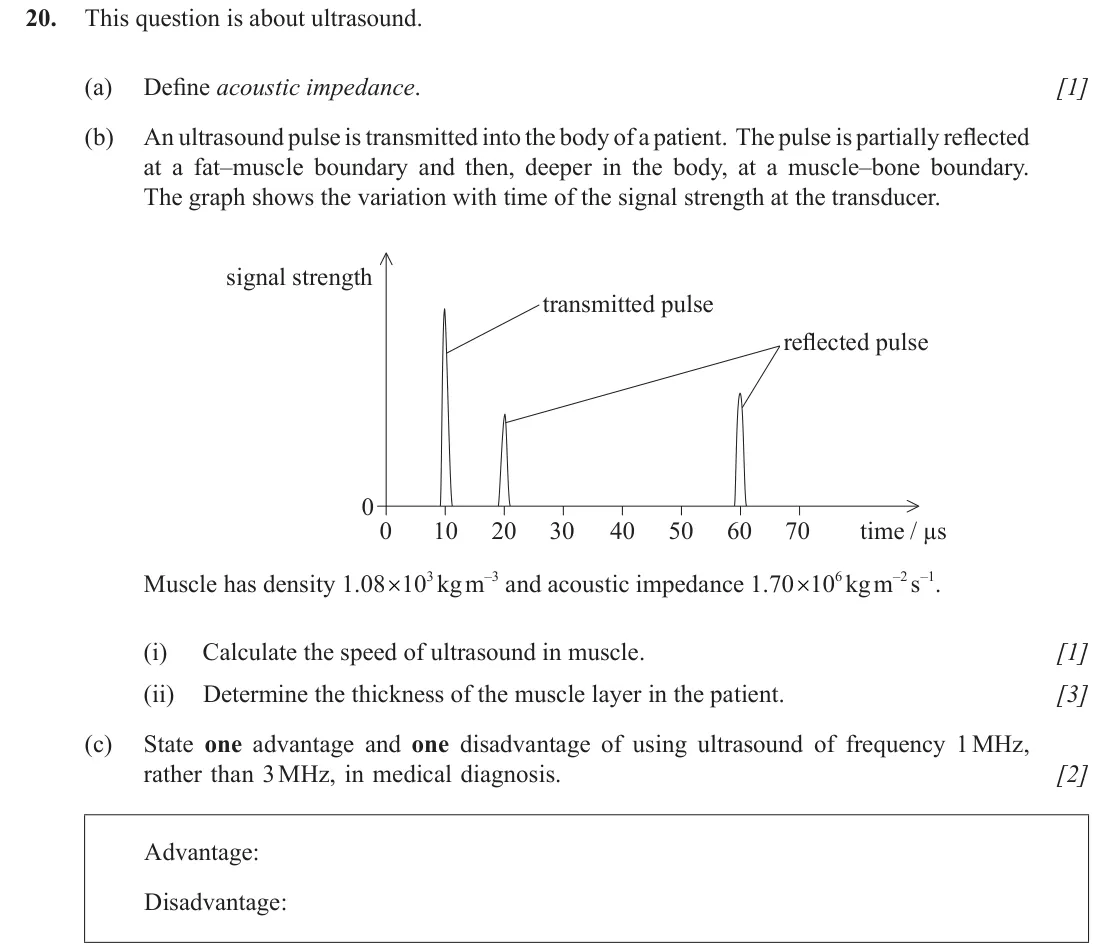 20. This question is about ultrasound.
(a) Define acoustic impedance. [1]
(b) An ultrasound pulse is transmitted into the body of a patient. The pulse is partially reflected
at a fat–muscle boundary and then, deeper in the body, at a muscle–bone boundary.
The graph shows the variation with time of the signal strength at the transducer.
signal strength
transmitted pulse
reflected pulse
0
0 10 20 30 40 50 60 70 time / µs
Muscle has density 1.08×10³ kg m⁻³ and acoustic impedance 1.70×10⁶ kg m⁻² s⁻¹.
(i) Calculate the speed of ultrasound in muscle. [1]
(ii) Determine the thickness of the muscle layer in the patient. [3]
(c) State one advantage and one disadvantage of using ultrasound of frequency 1 MHz,
rather than 3 MHz, in medical diagnosis. [2]
Advantage:
Disadvantage: